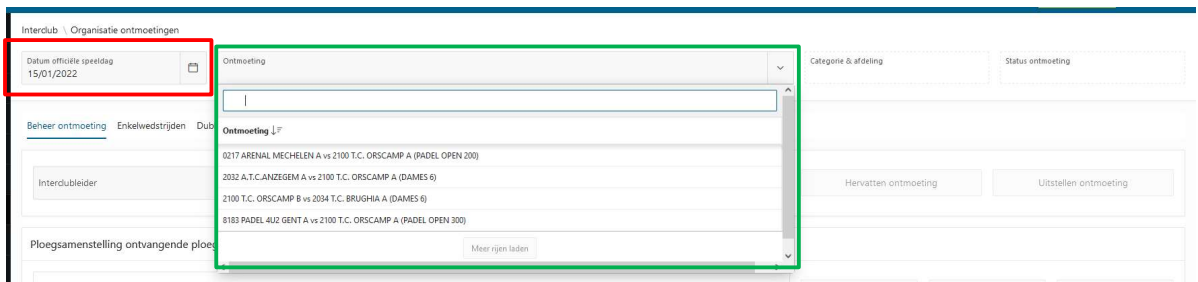 Interclub \ Organisatie ontmoetingen
Datum officiële speeldag
15/01/2022
Ontmoeting
Categorie & afdeling
Status ontmoeting
Beheer ontmoeting Enkelwedstrijden Dub
Ontmoeting
0217 ARENAL MECHELEN A vs 2100 T.C. ORSCAMP A (PADEL OPEN 200)
2032 A.T.C.ANZEGEM A vs 2100 T.C. ORSCAMP A (DAMES 6)
2100 T.C. ORSCAMP B vs 2034 T.C. BRUGHIA A (DAMES 6)
8183 PADEL 4U2 GENT A vs 2100 T.C. ORSCAMP A (PADEL OPEN 300)
Meer rijen laden
Interclubleider
Hervatten ontmoeting
Uitstellen ontmoeting
Ploegsamenstelling ontvangende ploeg